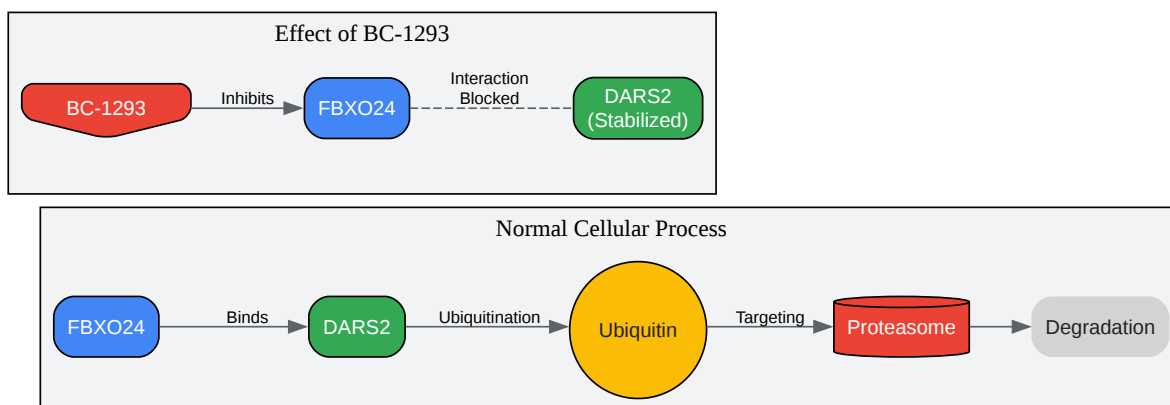 Effect of BC-1293
BC-1293
Inhibits
FBXO24
Interaction
Blocked
DARS2
(Stabilized)
Normal Cellular Process
FBXO24
Binds
DARS2
Ubiquitination
Ubiquitin
Targeting
Proteasome
Degradation